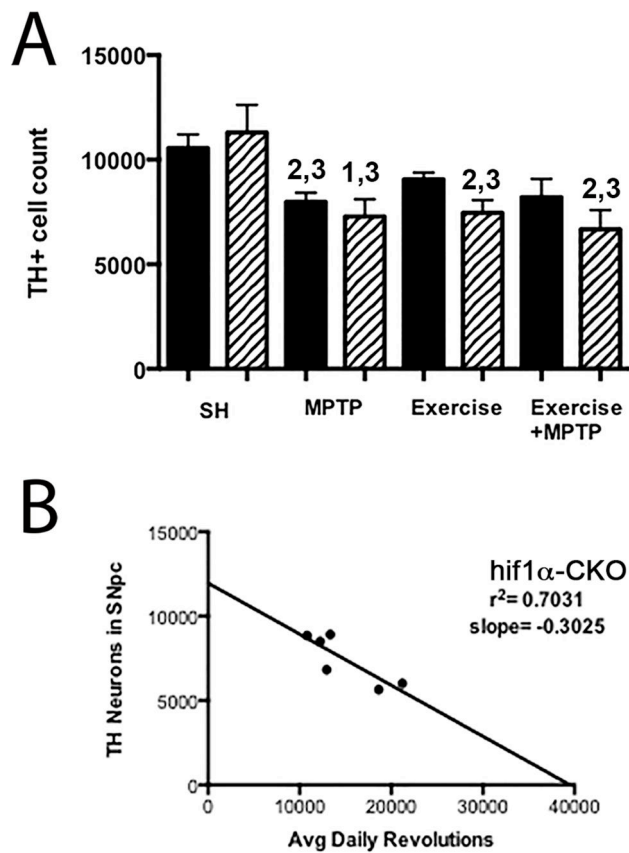 A
15000
10000
5000
0
TH+ cell count
2,3
1,3
2,3
2,3
SH
MPTP
Exercise
Exercise
+MPTP
B
15000
10000
5000
0
TH Neurons in SNpc
hif1α-CKO
r²= 0.7031
slope= -0.3025
0
10000
20000
30000
40000
Avg Daily Revolutions